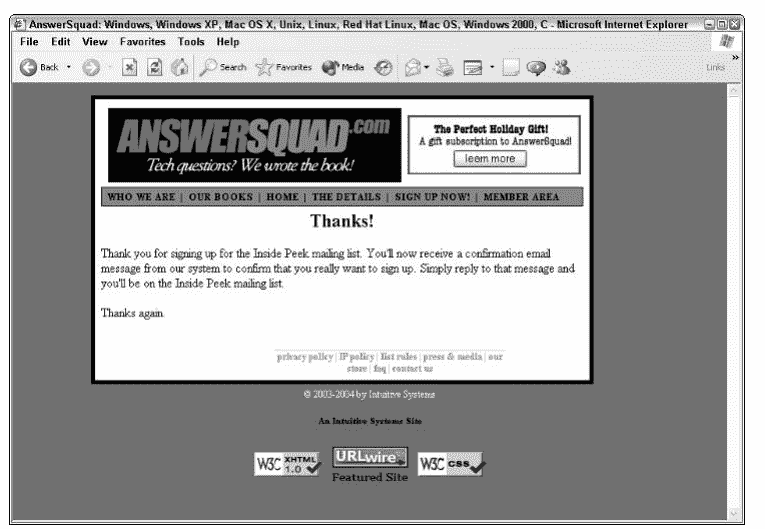 AnswerSquad: Windows, Windows XP, Mac OS X, Unix, Linux, Red Hat Linux, Mac OS, Windows 2000, C - Microsoft Internet Explorer
File Edit View Favorites Tools Help
Back Search Favorites Media Links
ANSWERSQUAD.com
Tech questions? We wrote the book!
The Perfect Holiday Gift!
A gift subscription to AnswerSquad!
learn more
WHO WE ARE | OUR BOOKS | HOME | THE DETAILS | SIGN UP NOW! | MEMBER AREA
Thanks!
Thank you for signing up for the Inside Peek mailing list. You'll now receive a confirmation email
message from our system to confirm that you really want to sign up. Simply reply to that message and
you'll be on the Inside Peek mailing list.
Thanks again.
privacy policy | IP policy | list rules | press & media | our
store | faq | contact us
© 2003-2004 by Intuitive Systems
An Intuitive Systems Site
W3C XHTML 1.0
URLwire
Featured Site
W3C css